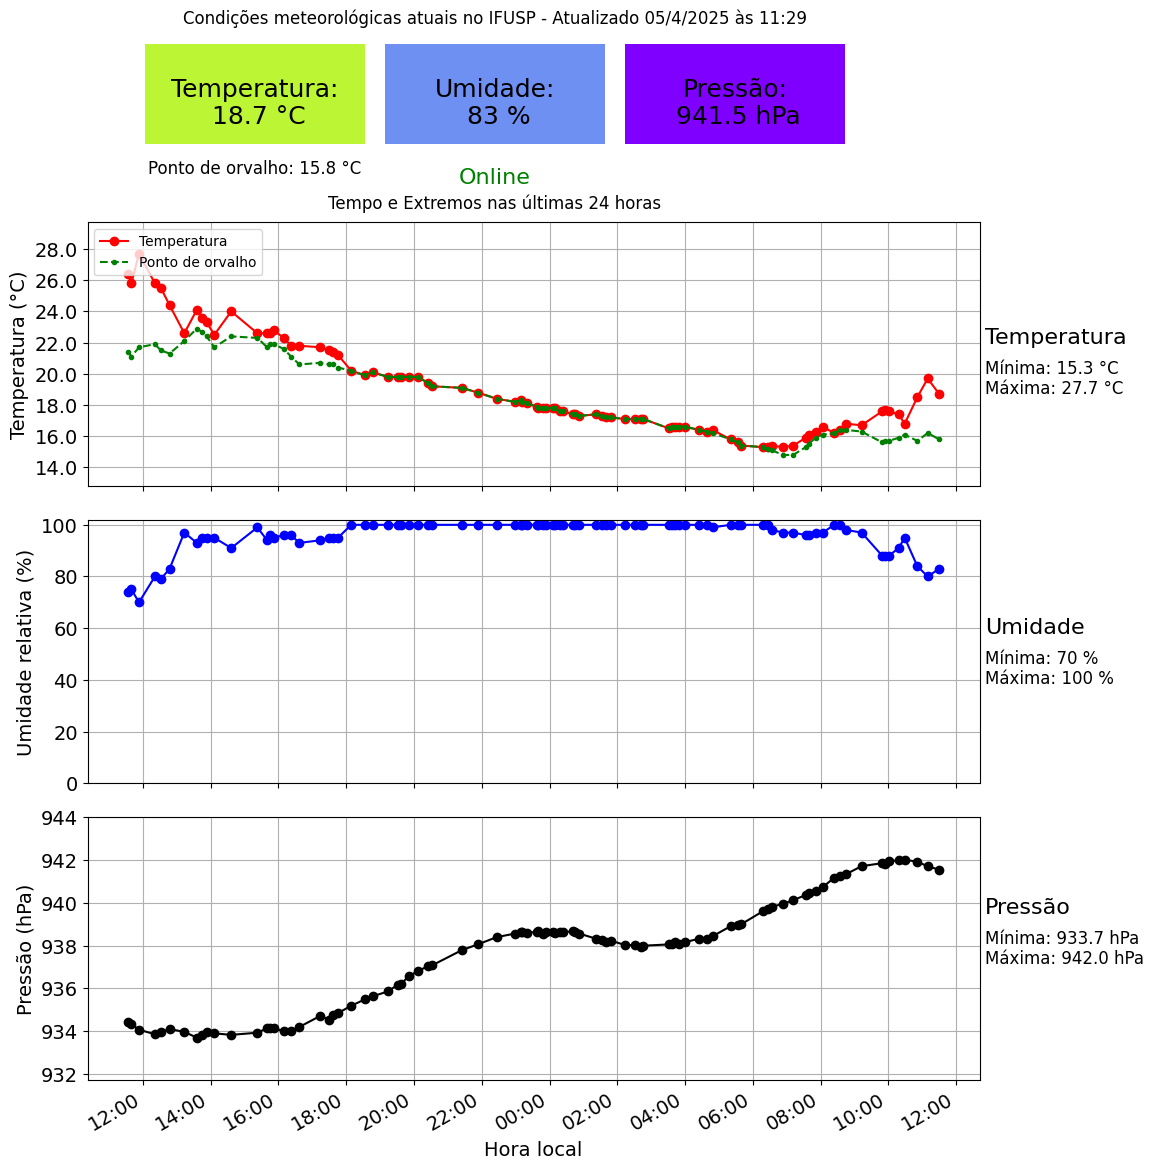 Condições meteorológicas atuais no IFUSP - Atualizado 05/4/2025 às 11:29
Temperatura:
18.7 °C
Umidade:
83 %
Pressão:
941.5 hPa
Ponto de orvalho: 15.8 °C
Online
Tempo e Extremos nas últimas 24 horas
Temperatura (°C)
28.0
26.0
24.0
22.0
20.0
18.0
16.0
14.0
Temperatura
Ponto de orvalho
Temperatura
Mínima: 15.3 °C
Máxima: 27.7 °C
Umidade relativa (%)
100
80
60
40
20
0
Umidade
Mínima: 70 %
Máxima: 100 %
Pressão (hPa)
944
942
940
938
936
934
932
Pressão
Mínima: 933.7 hPa
Máxima: 942.0 hPa
12:00
14:00
16:00
18:00
20:00
22:00
00:00
02:00
04:00
06:00
08:00
10:00
12:00
Hora local